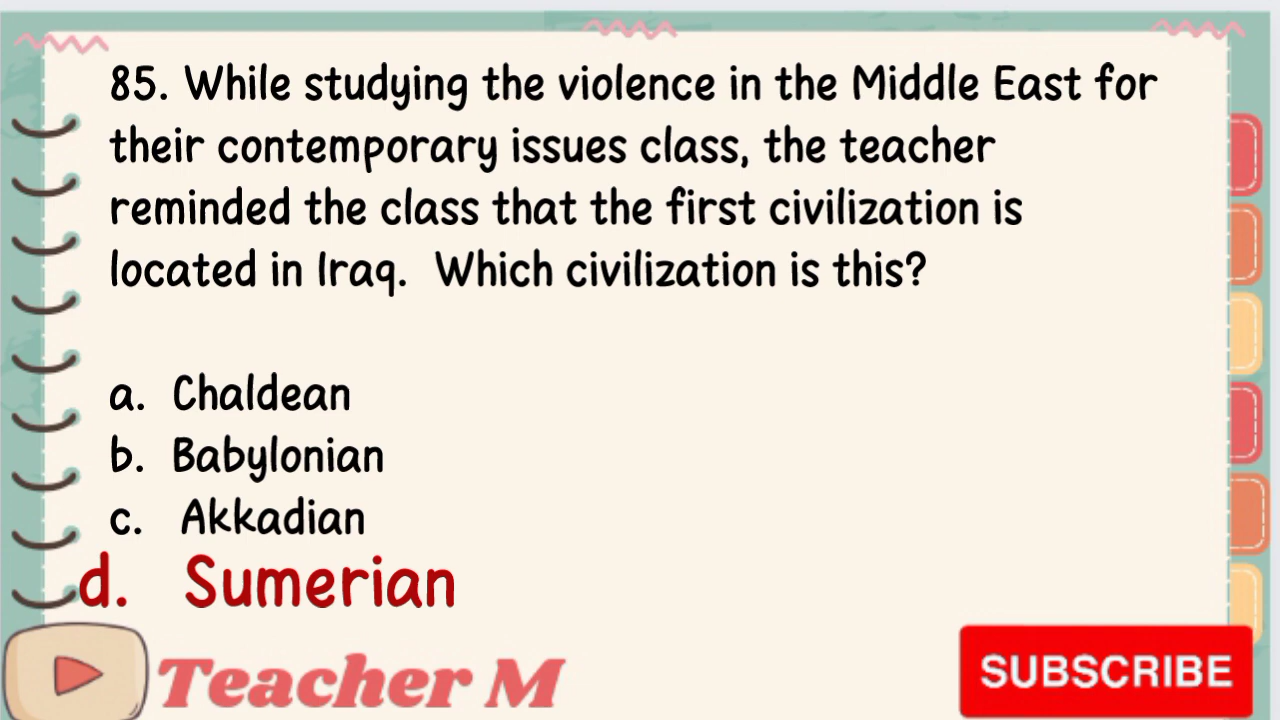 85. While studying the violence in the Middle East for
their contemporary issues class, the teacher
reminded the class that the first civilization is
located in Iraq. Which civilization is this?
a. Chaldean
b. Babylonian
c. Akkadian
d. Sumerian
Teacher M
SUBSCRIBE